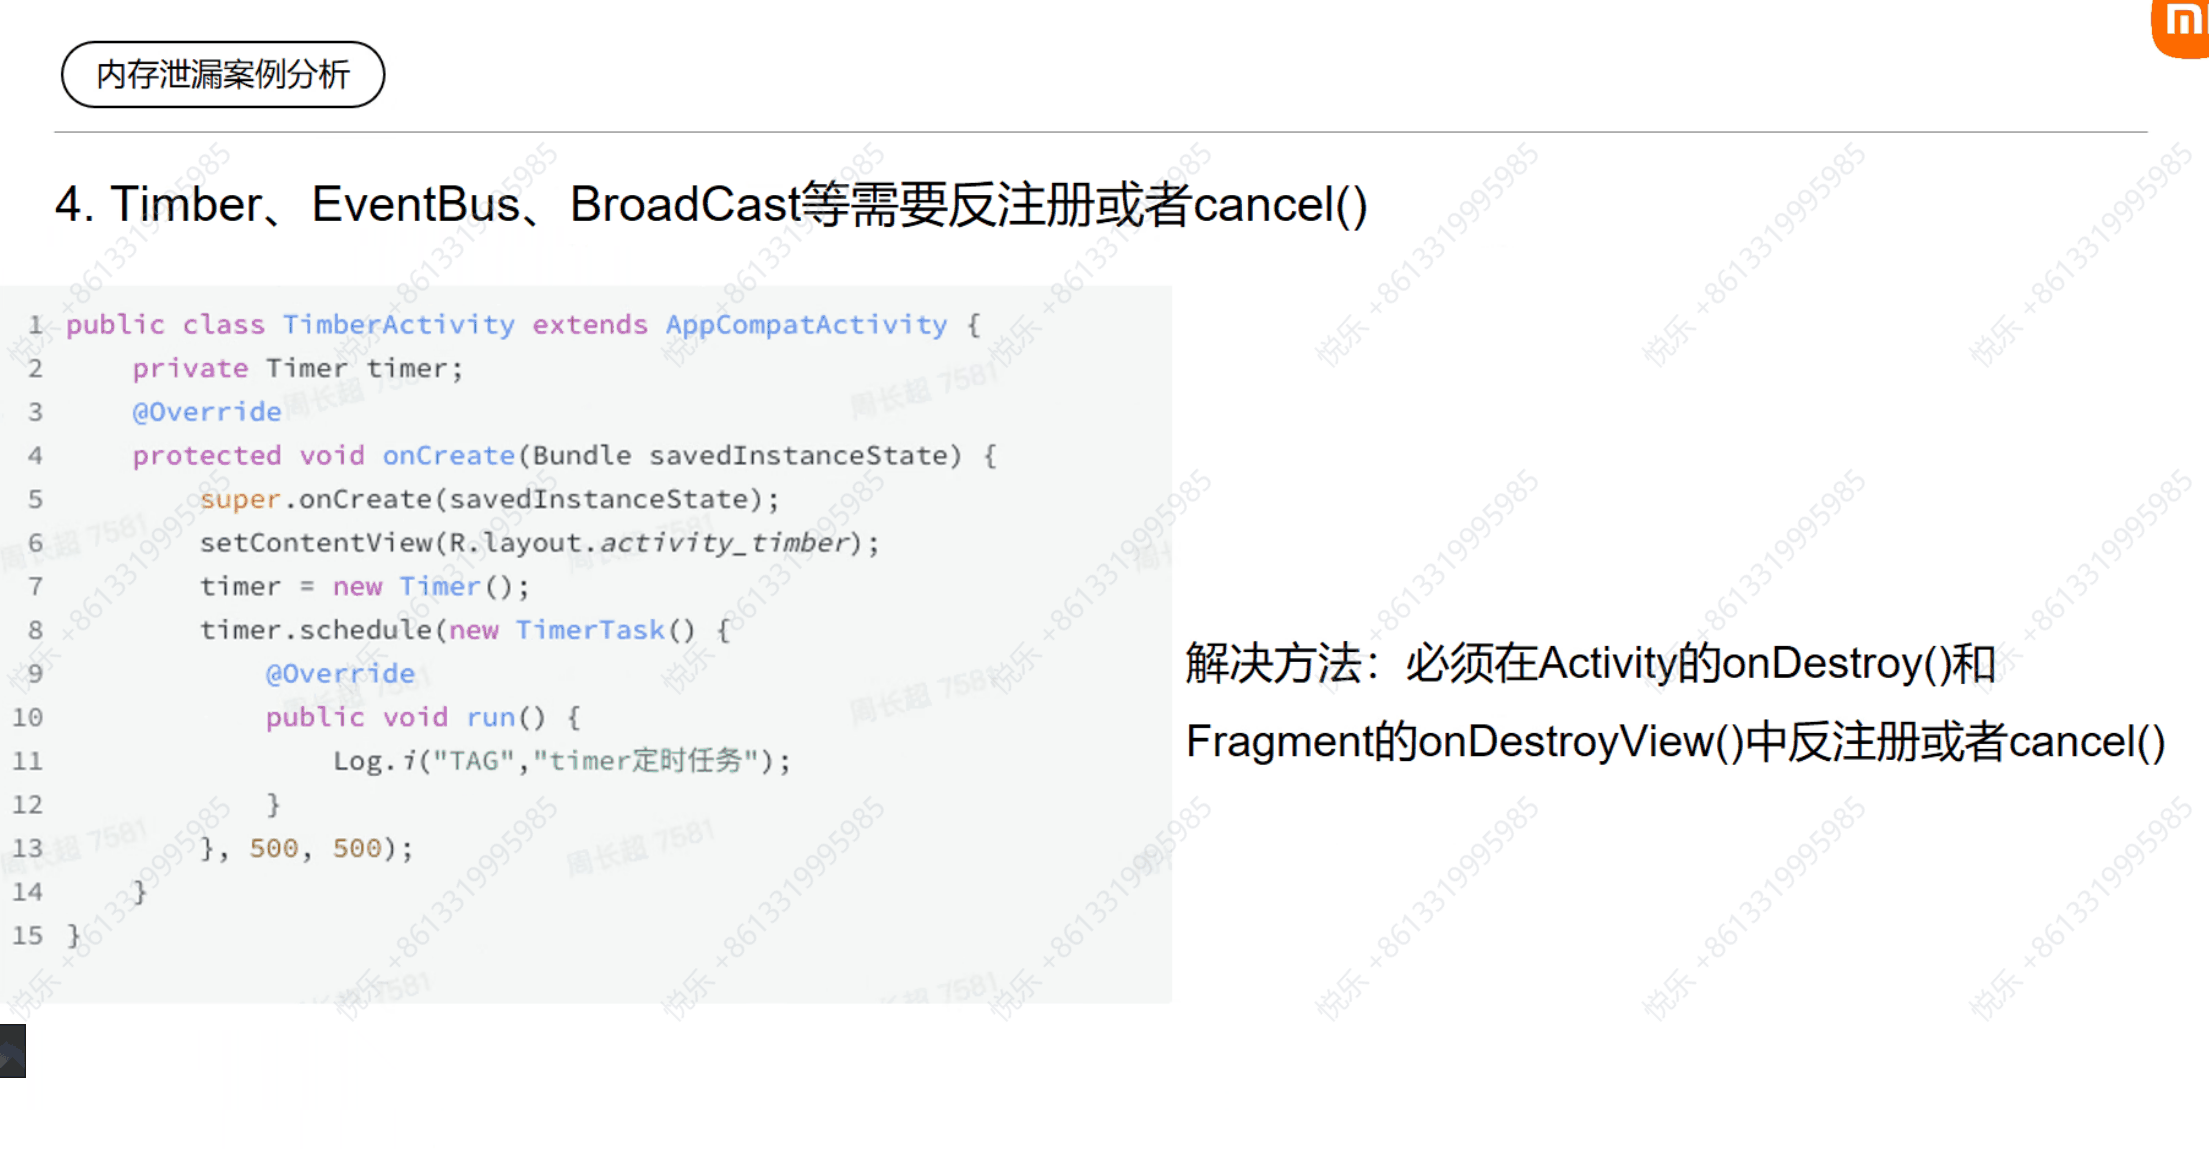 内存泄漏案例分析
4. Timber、EventBus、BroadCast等需要反注册或者cancel()
1 public class TimberActivity extends AppCompatActivity {
2 private Timer timer;
3 @Override
4 protected void onCreate(Bundle savedInstanceState) {
5 super.onCreate(savedInstanceState);
6 setContentView(R.layout.activity_timber);
7 timer = new Timer();
8 timer.schedule(new TimerTask() {
9 @Override
10 public void run() {
11 Log.i("TAG","timer定时任务");
12 }
13 }, 500, 500);
14 }
15 }
解决方法：必须在Activity的onDestroy()和
Fragment的onDestroyView()中反注册或者cancel()
悦乐 +8613319995985
周长超 7581